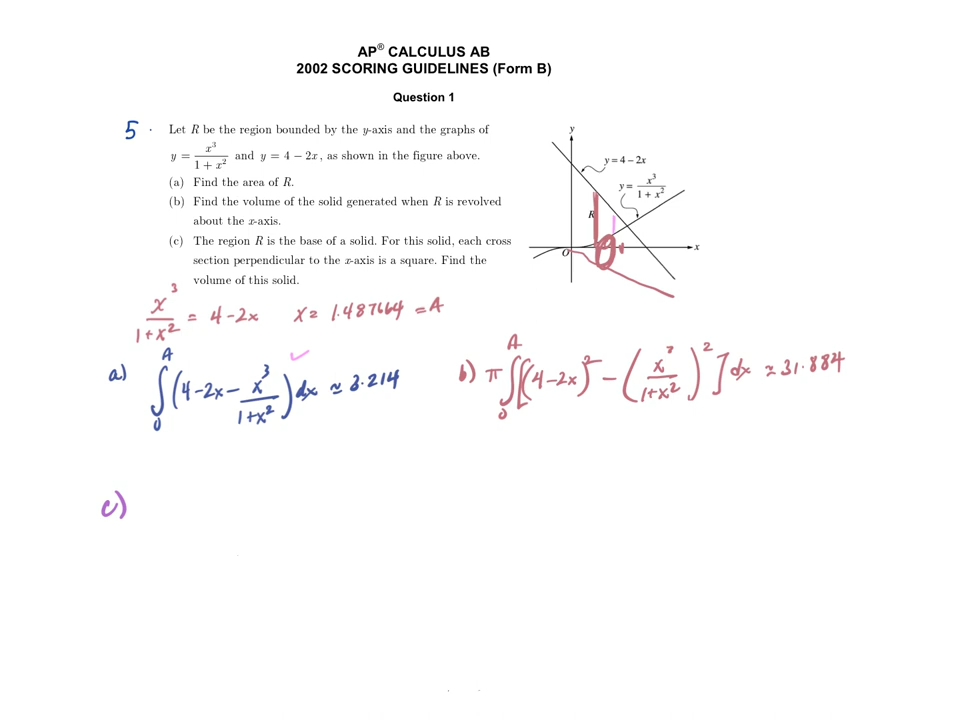 AP® CALCULUS AB
2002 SCORING GUIDELINES (Form B)
Question 1
5 . Let R be the region bounded by the y-axis and the graphs of
y = x³/(1 + x²) and y = 4 − 2x, as shown in the figure above.
(a) Find the area of R.
(b) Find the volume of the solid generated when R is revolved
about the x-axis.
(c) The region R is the base of a solid. For this solid, each cross
section perpendicular to the x-axis is a square. Find the
volume of this solid.
y
y = 4 − 2x
y = x³/(1 + x²)
R
O
x
x³/(1+x²) = 4-2x x = 1.487664 = A
a) ∫₀ᴬ (4-2x - x³/(1+x²)) dx ≃ 3.214
b) π ∫₀ᴬ [(4-2x)² - (x³/(1+x²))²] dx ≃ 31.884
c)